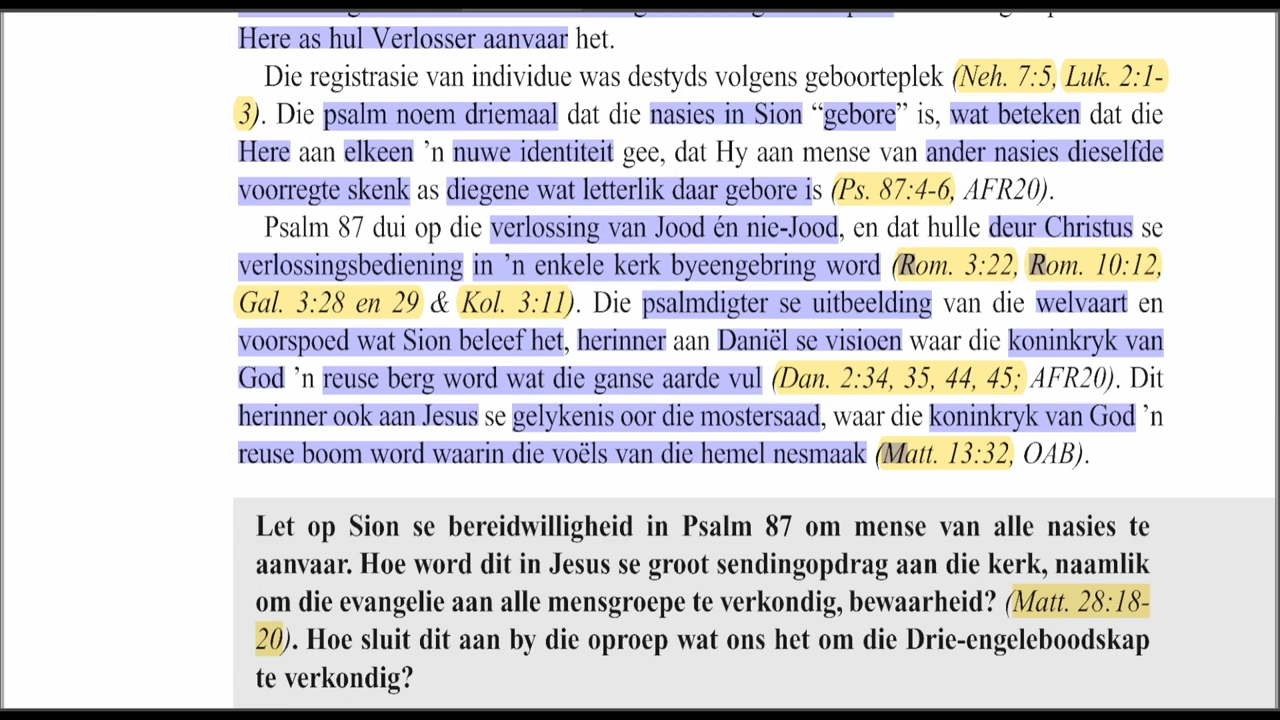 Here as hul Verlosser aanvaar het.
Die registrasie van individue was destyds volgens geboorteplek (Neh. 7:5, Luk. 2:1-
3). Die psalm noem driemaal dat die nasies in Sion “gebore” is, wat beteken dat die
Here aan elkeen ’n nuwe identiteit gee, dat Hy aan mense van ander nasies dieselfde
voorregte skenk as diegene wat letterlik daar gebore is (Ps. 87:4-6, AFR20).
Psalm 87 dui op die verlossing van Jood én nie-Jood, en dat hulle deur Christus se
verlossingsbediening in ’n enkele kerk byeengebring word (Rom. 3:22, Rom. 10:12,
Gal. 3:28 en 29 & Kol. 3:11). Die psalmdigter se uitbeelding van die welvaart en
voorspoed wat Sion beleef het, herinner aan Daniël se visioen waar die koninkryk van
God ’n reuse berg word wat die ganse aarde vul (Dan. 2:34, 35, 44, 45; AFR20). Dit
herinner ook aan Jesus se gelykenis oor die mostersaad, waar die koninkryk van God ’n
reuse boom word waarin die voëls van die hemel nesmaak (Matt. 13:32, OAB).
Let op Sion se bereidwilligheid in Psalm 87 om mense van alle nasies te
aanvaar. Hoe word dit in Jesus se groot sendingopdrag aan die kerk, naamlik
om die evangelie aan alle mensgroepe te verkondig, bewaarheid? (Matt. 28:18-
20). Hoe sluit dit aan by die oproep wat ons het om die Drie-engeleboodskap
te verkondig?